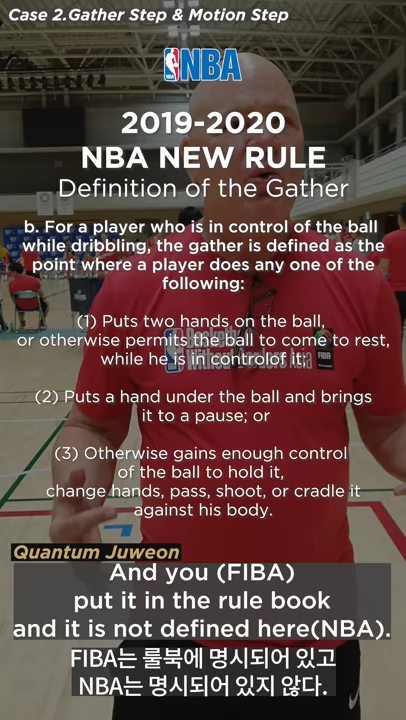 Case 2.Gather Step & Motion Step
NBA
2019-2020
NBA NEW RULE
Definition of the Gather
b. For a player who is in control of the ball
while dribbling, the gather is defined as the
point where a player does any one of the
following:
(1) Puts two hands on the ball,
or otherwise permits the ball to come to rest,
while he is in controlof it;
(2) Puts a hand under the ball and brings
it to a pause; or
(3) Otherwise gains enough control
of the ball to hold it,
change hands, pass, shoot, or cradle it
against his body.
Basketball
Without Borders Asia
FIBA
Quantum Juweon
And you (FIBA)
put it in the rule book
and it is not defined here(NBA).
FIBA는 룰북에 명시되어 있고
NBA는 명시되어 있지 않다.